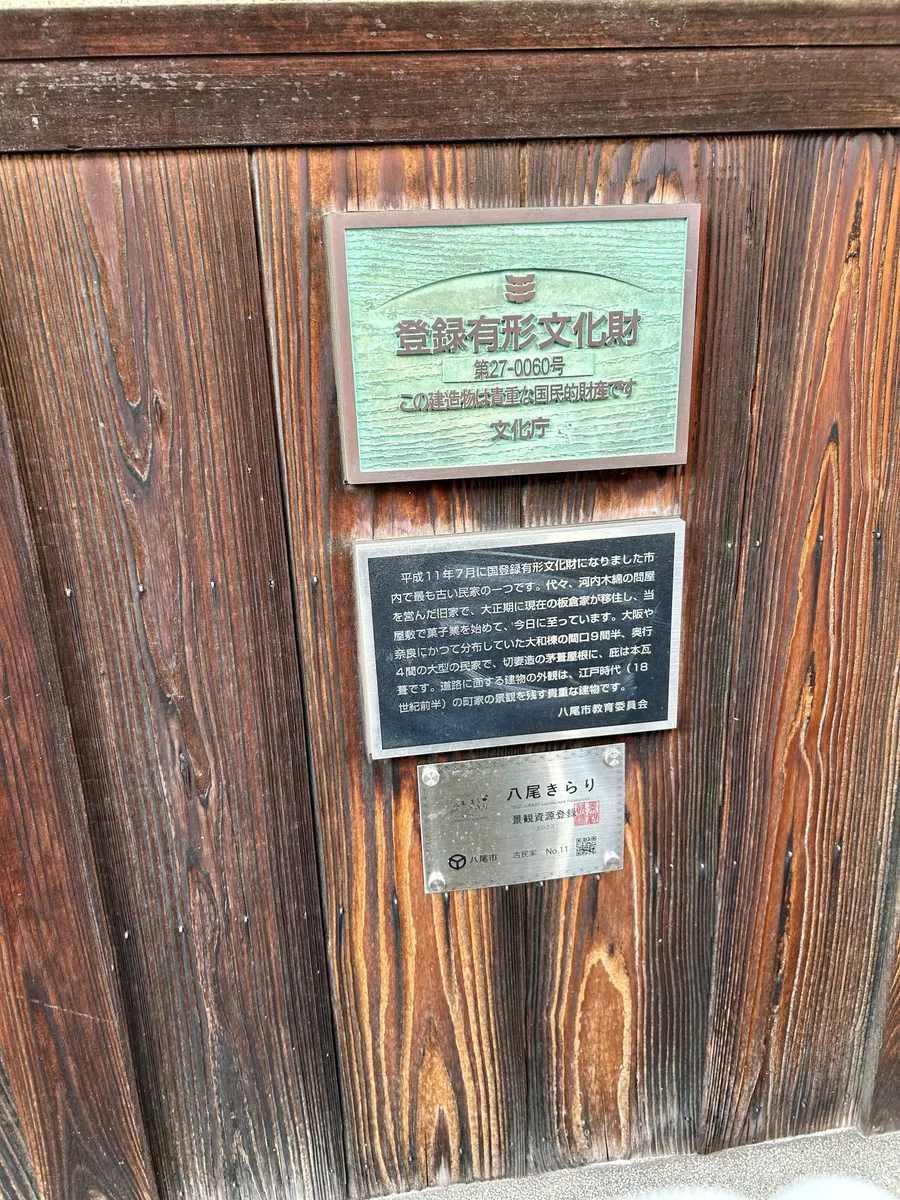 登録有形文化財
第27-0060号
この建造物は貴重な国民的財産です
文化庁
平成11年7月に国登録有形文化財になりました市
内で最も古い民家の一つです。代々、河内木綿の問屋
を営んだ旧家で、大正期に現在の板倉家が移住し、当
屋敷で菓子業を始めて、今日に至っています。大阪や
奈良にかつて分布していた大和棟の間口9間半、奥行
4間の大型の民家で、切妻造の茅葺屋根に、庇は本瓦
葺です。道路に面する建物の外観は、江戸時代（18
世紀前半）の町家の景観を残す貴重な建物です。
八尾市教育委員会
八尾きらり
景観資源登録
2023
八尾市 古民家 No.11